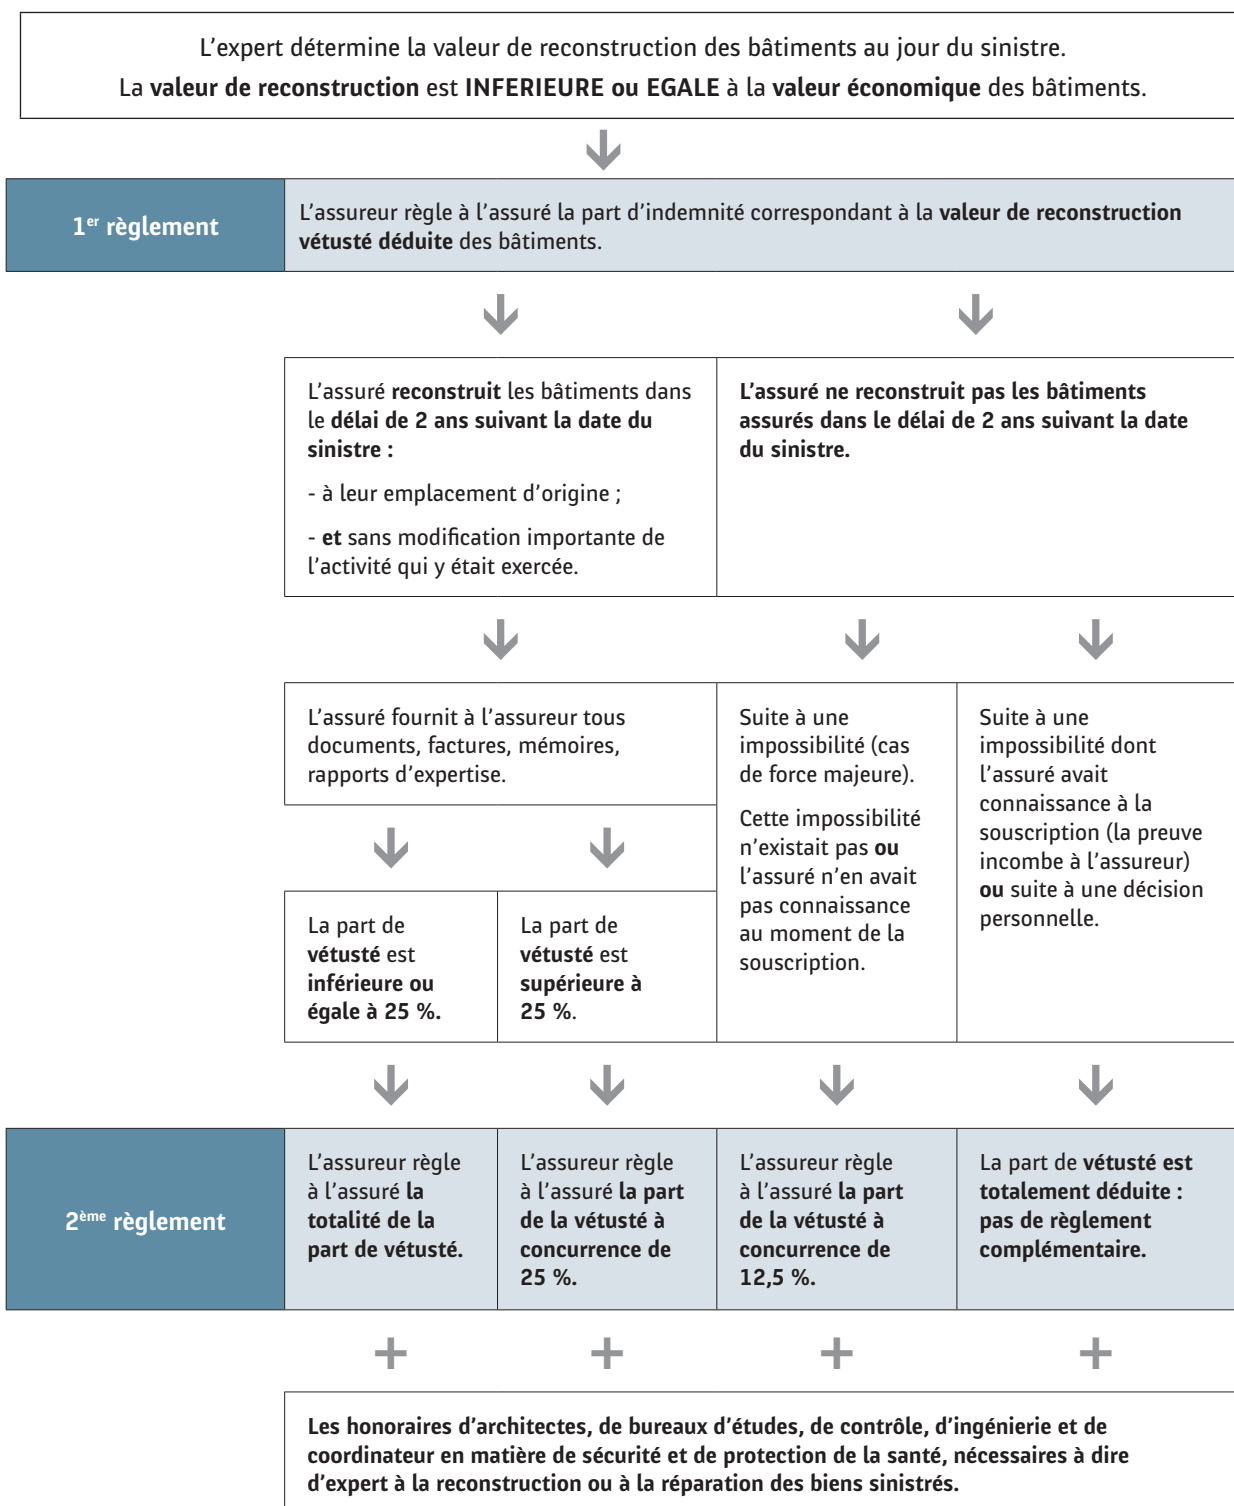 L'expert détermine la valeur de reconstruction des bâtiments au jour du sinistre.
La valeur de reconstruction est INFERIEURE ou EGALE à la valeur économique des bâtiments.
1er règlement
L'assureur règle à l'assuré la part d'indemnité correspondant à la valeur de reconstruction
vétusté déduite des bâtiments.
L'assuré reconstruit les bâtiments dans
le délai de 2 ans suivant la date du
sinistre :
- à leur emplacement d'origine ;
- et sans modification importante de
l'activité qui y était exercée.
L'assuré ne reconstruit pas les bâtiments
assurés dans le délai de 2 ans suivant la date
du sinistre.
L'assuré fournit à l'assureur tous
documents, factures, mémoires,
rapports d'expertise.
La part de
vétusté est
inférieure ou
égale à 25 %.
La part de
vétusté est
supérieure à
25 %.
Suite à une
impossibilité (cas
de force majeure).
Cette impossibilité
n'existait pas ou
l'assuré n'en avait
pas connaissance
au moment de la
souscription.
Suite à une
impossibilité dont
l'assuré avait
connaissance à la
souscription (la preuve
incombe à l'assureur)
ou suite à une décision
personnelle.
2ème règlement
L'assureur règle
à l'assuré la
totalité de la
part de vétusté.
L'assureur règle
à l'assuré la part
de la vétusté à
concurrence de
25 %.
L'assureur règle
à l'assuré la part
de la vétusté à
concurrence de
12,5 %.
La part de vétusté est
totalement déduite :
pas de règlement
complémentaire.
+ + + +
Les honoraires d'architectes, de bureaux d'études, de contrôle, d'ingénierie et de
coordinateur en matière de sécurité et de protection de la santé, nécessaires à dire
d'expert à la reconstruction ou à la réparation des biens sinistrés.